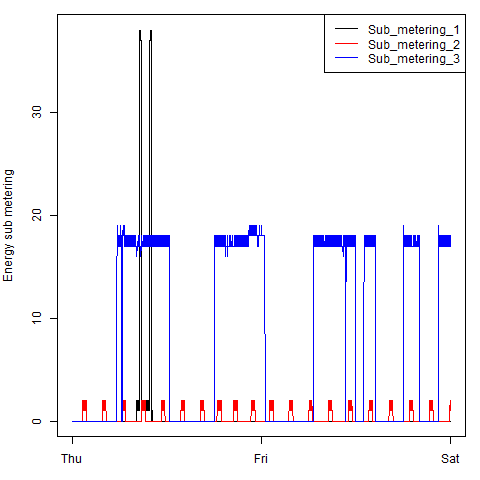 Sub_metering_1
Sub_metering_2
Sub_metering_3
Energy sub metering
30
20
10
0
Thu
Fri
Sat